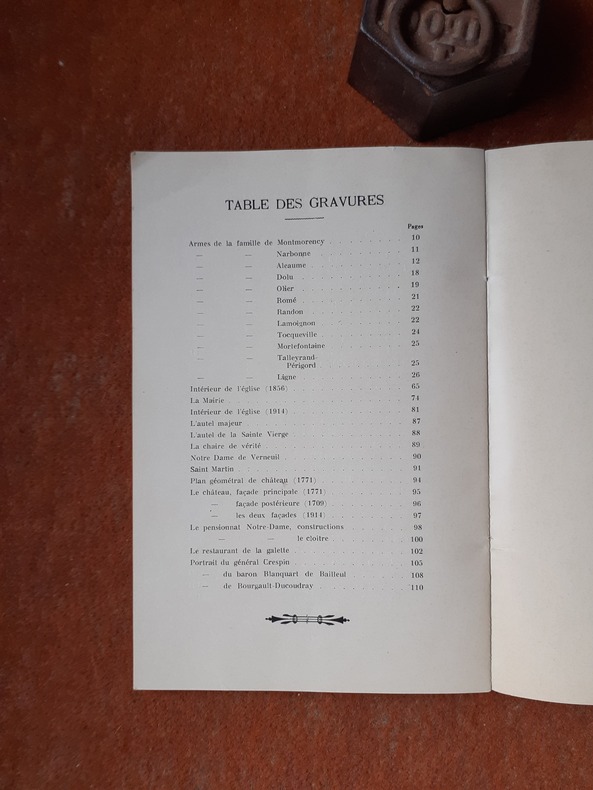 TABLE DES GRAVURES
Pages
Armes de la famille de Montmorency . . . . . . . . 10
— — Narbonne . . . . . . . . 11
— — Aleaume . . . . . . . . 12
— — Dolu . . . . . . . . 18
— — Olier . . . . . . . . 19
— — Romé . . . . . . . . 21
— — Randon . . . . . . . . 22
— — Lamoignon . . . . . . . . 22
— — Tocqueville . . . . . . . . 24
— — Mortefontaine . . . . . . . . 25
— — Talleyrand-
Périgord . . . . . . . . 25
— — Ligne . . . . . . . . 26
Intérieur de l'église (1856) . . . . . . . . 65
La Mairie . . . . . . . . 74
Intérieur de l'église (1914) . . . . . . . . 81
L'autel majeur . . . . . . . . 87
L'autel de la Sainte Vierge . . . . . . . . 88
La chaire de vérité . . . . . . . . 89
Notre Dame de Verneuil . . . . . . . . 90
Saint Martin . . . . . . . . 91
Plan géométral de château (1771) . . . . . . . . 94
Le château, façade principale (1771) . . . . . . . . 95
— façade postérieure (1709) . . . . . . . . 96
— les deux façades (1914) . . . . . . . . 97
Le pensionnat Notre-Dame, constructions . . . . . . . . 98
— — le cloître . . . . . . . . 100
Le restaurant de la galette . . . . . . . . 102
Portrait du général Crespin . . . . . . . . 105
— du baron Blanquart de Bailleul . . . . . . . . 108
— de Bourgault-Ducoudray . . . . . . . . 110